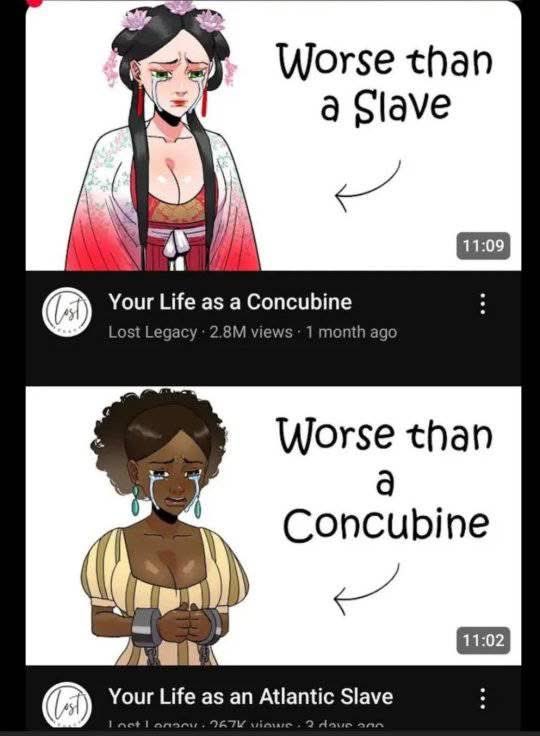 Worse than
a Slave
11:09
Lost
Your Life as a Concubine
Lost Legacy · 2.8M views · 1 month ago
Worse than
a
Concubine
11:02
Lost
Your Life as an Atlantic Slave
Lost Legacy · 267K views · 3 days ago